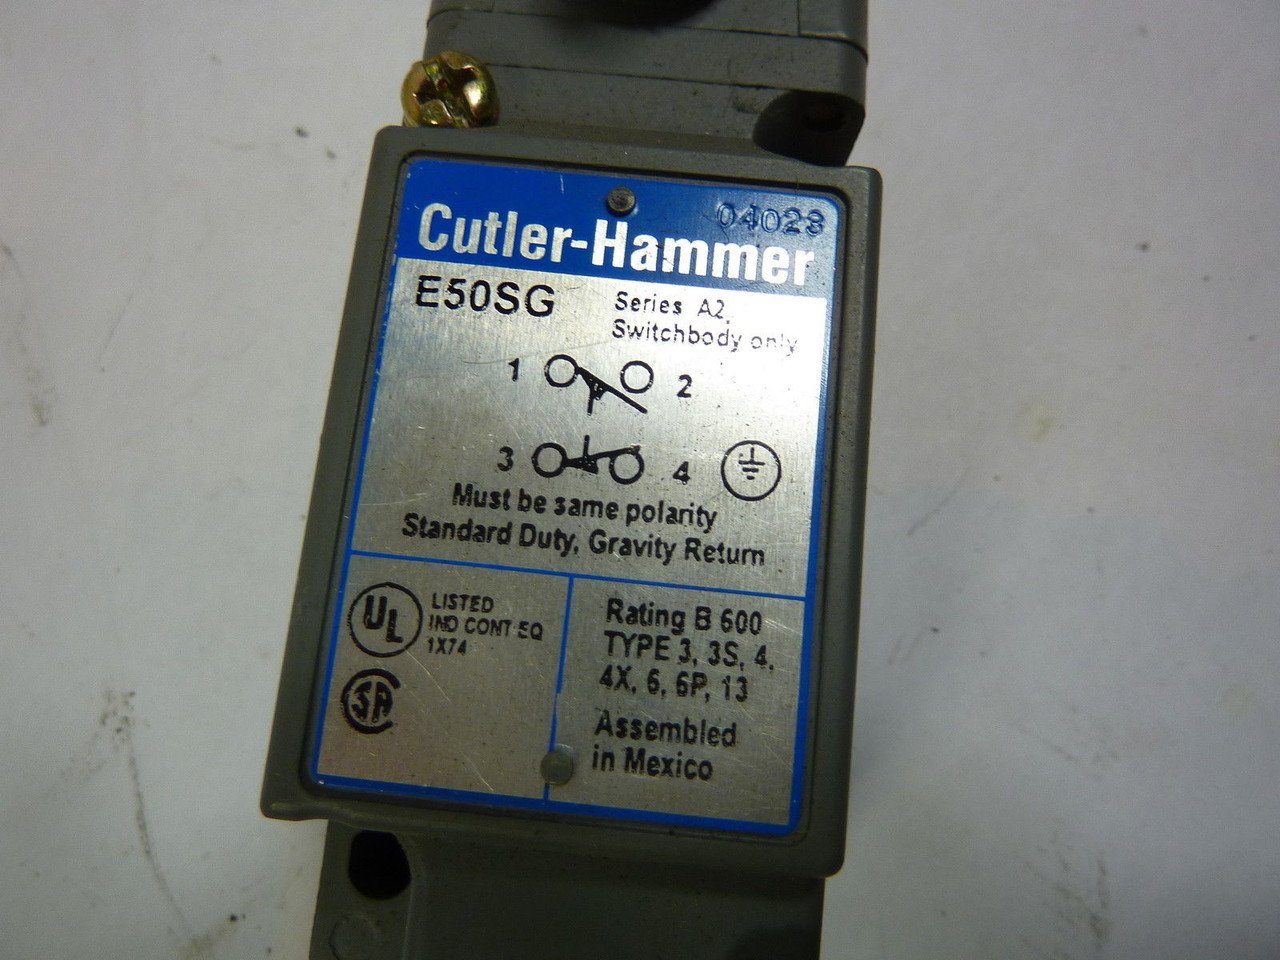 04023
Cutler-Hammer
E50SG
Series A2,
Switchbody only
1 2
3 4
Must be same polarity
Standard Duty, Gravity Return
UL LISTED
IND CONT EQ
1X74
SA
Rating B 600
TYPE 3, 3S, 4,
4X, 6, 6P, 13
Assembled
in Mexico